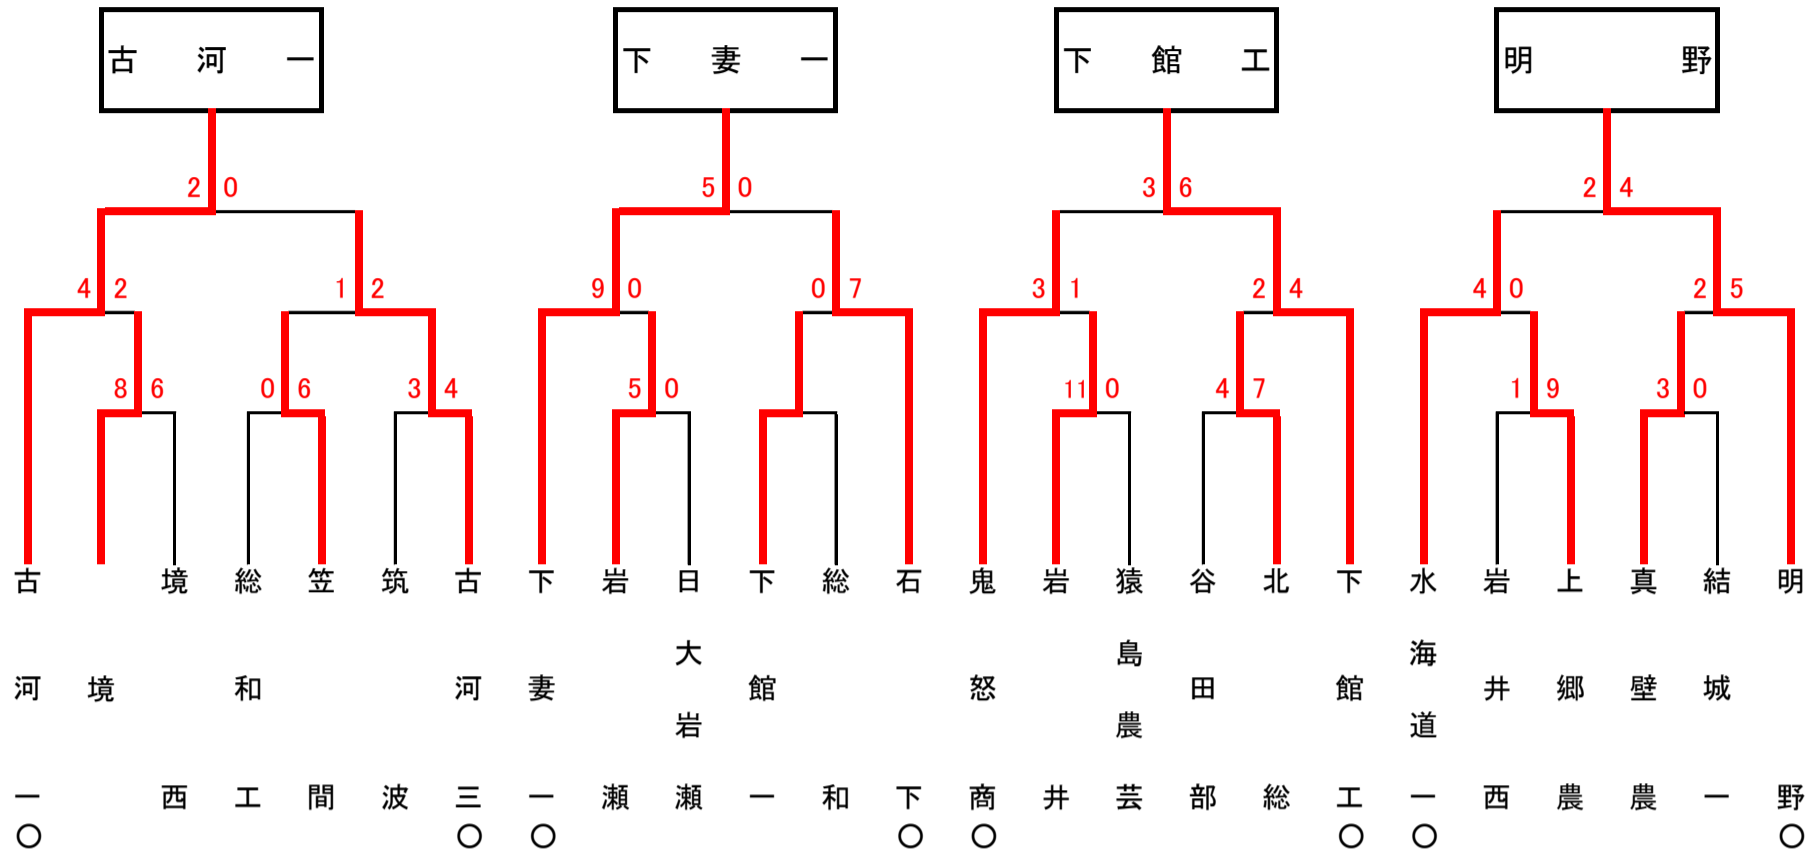 古河一 下妻一 下館工 明野
2 0 5 0 3 6 2 4
4 2 1 2 9 0 0 7 3 1 2 4 4 0 2 5
8 6 0 6 3 4 5 0 11 0 4 7 1 9 3 0
古河一○
境
境西
総和工
笠間
筑波
古河三○
下妻一○
岩瀬
日大岩瀬
下館一
総和
石下○
鬼怒商○
岩井
猿島農芸
谷田部
北総
下館工○
水海道一○
岩井西
上郷農
真壁農
結城一
明野○